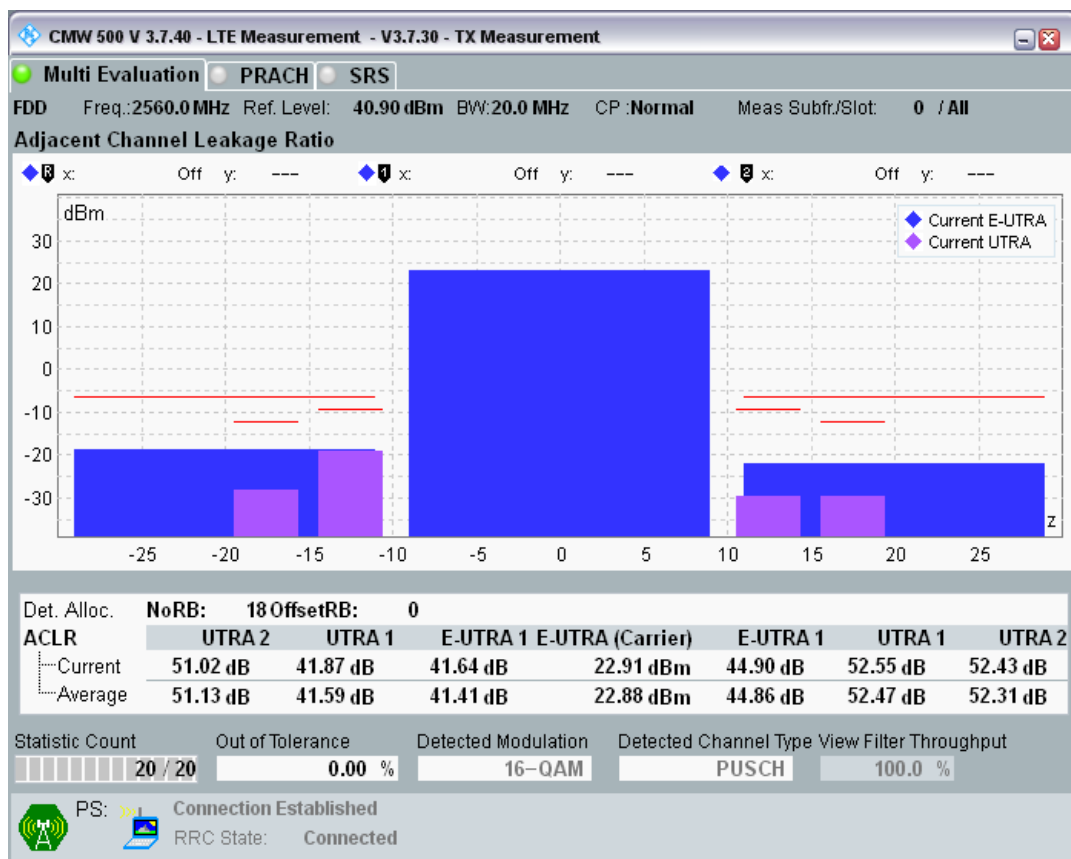 CMW 500 V 3.7.40 - LTE Measurement - V3.7.30 - TX Measurement
Multi Evaluation PRACH SRS
FDD Freq.:2560.0 MHz Ref. Level: 40.90 dBm BW:20.0 MHz CP :Normal Meas Subfr./Slot: 0 / All
Adjacent Channel Leakage Ratio
R x: Off y: --- 1 x: Off y: --- 2 x: Off y: ---
dBm
Current E-UTRA
Current UTRA
30
20
10
0
-10
-20
-30
z
-25 -20 -15 -10 -5 0 5 10 15 20 25
Det. Alloc. NoRB: 18 OffsetRB: 0
ACLR UTRA 2 UTRA 1 E-UTRA 1 E-UTRA (Carrier) E-UTRA 1 UTRA 1 UTRA 2
Current 51.02 dB 41.87 dB 41.64 dB 22.91 dBm 44.90 dB 52.55 dB 52.43 dB
Average 51.13 dB 41.59 dB 41.41 dB 22.88 dBm 44.86 dB 52.47 dB 52.31 dB
Statistic Count Out of Tolerance Detected Modulation Detected Channel Type View Filter Throughput
20 / 20 0.00 % 16-QAM PUSCH 100.0 %
PS: Connection Established
RRC State: Connected